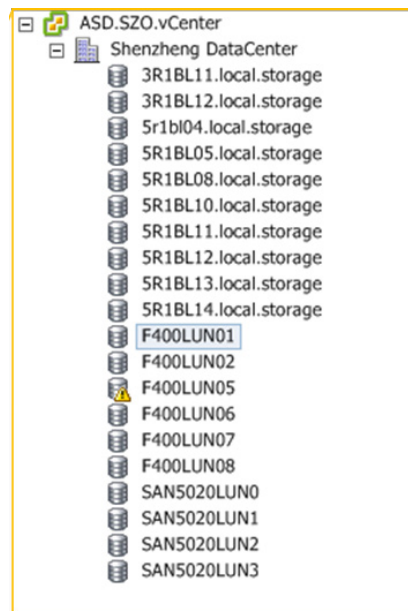 ASD.SZO.vCenter
Shenzheng DataCenter
3R1BL11.local.storage
3R1BL12.local.storage
5r1bl04.local.storage
5R1BL05.local.storage
5R1BL08.local.storage
5R1BL10.local.storage
5R1BL11.local.storage
5R1BL12.local.storage
5R1BL13.local.storage
5R1BL14.local.storage
F400LUN01
F400LUN02
F400LUN05
F400LUN06
F400LUN07
F400LUN08
SAN5020LUN0
SAN5020LUN1
SAN5020LUN2
SAN5020LUN3